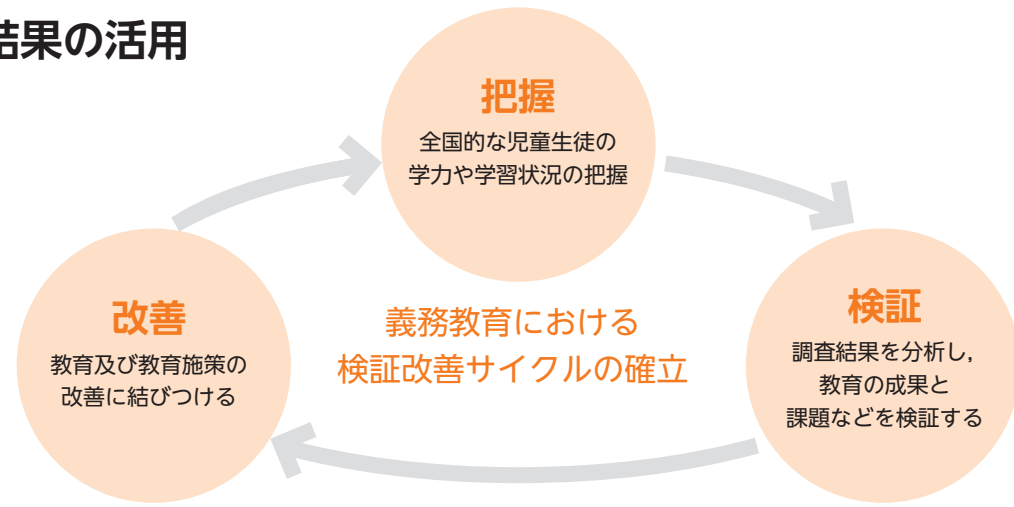 結果の活用
把握
全国的な児童生徒の
学力や学習状況の把握
検証
調査結果を分析し，
教育の成果と
課題などを検証する
改善
教育及び教育施策の
改善に結びつける
義務教育における
検証改善サイクルの確立